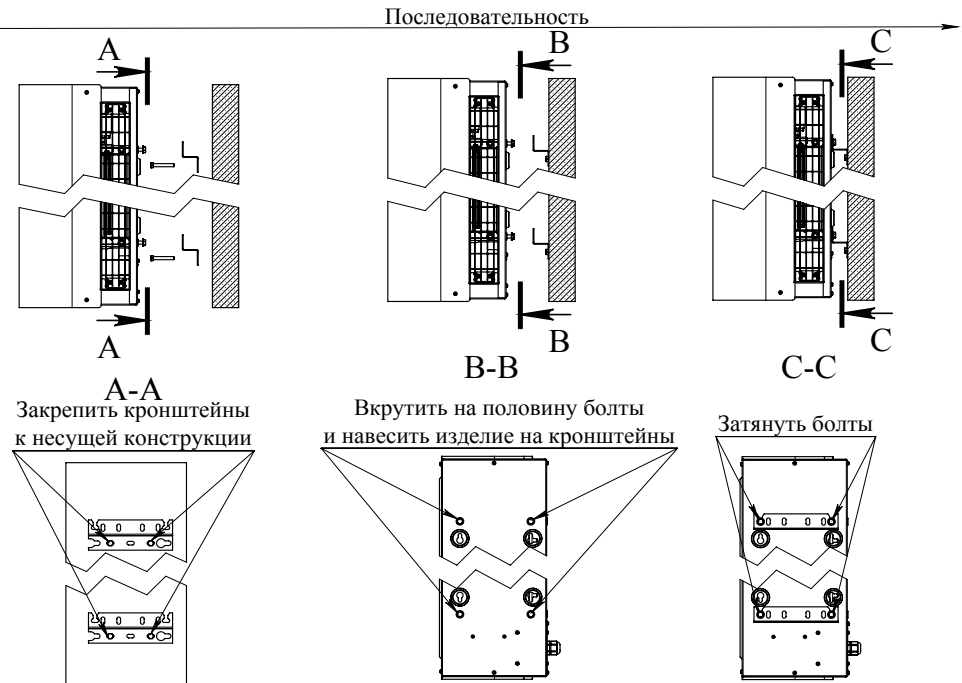 Последовательность
A
B
C
A
B
C
A-A
B-B
C-C
Закрепить кронштейны
к несущей конструкции
Вкрутить на половину болты
и навесить изделие на кронштейны
Затянуть болты